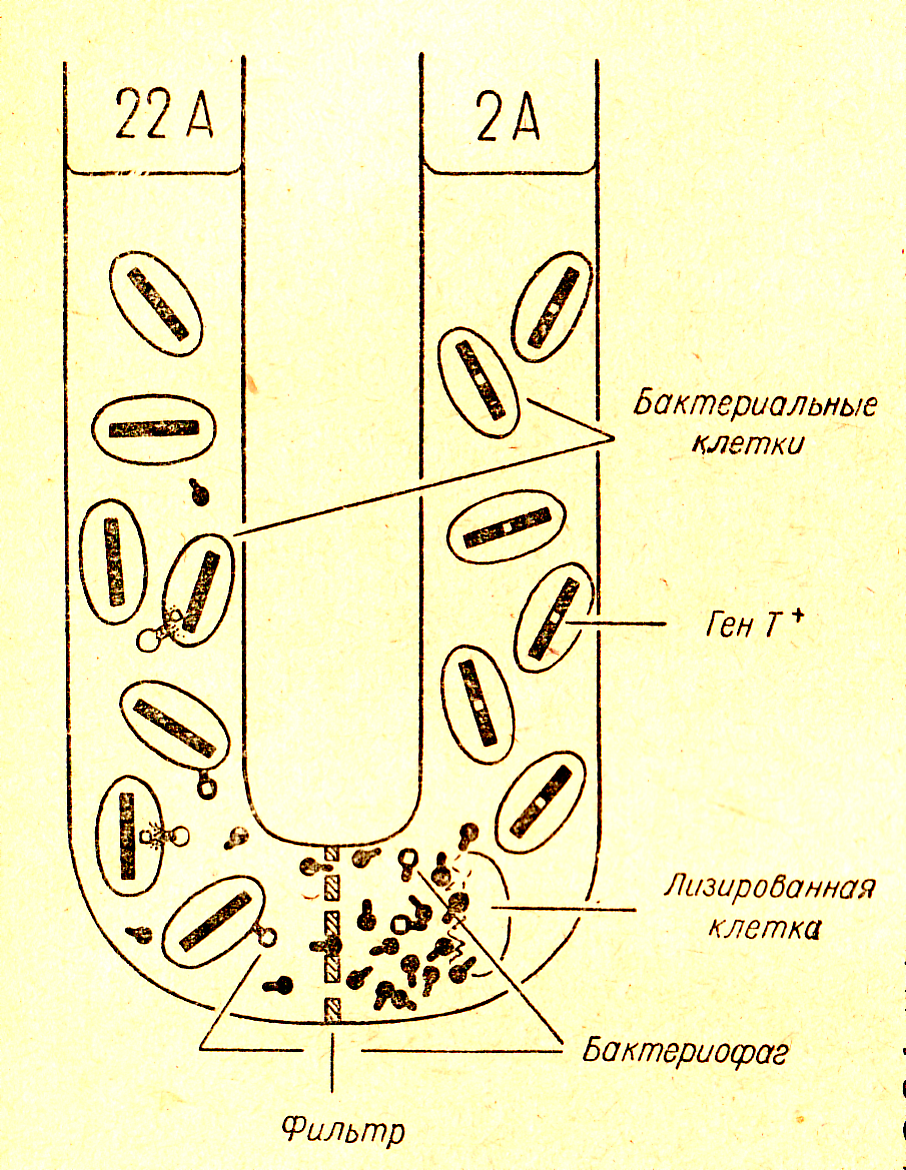 22 А
2 А
Бактериальные
клетки
Ген Т⁺
Лизированная
клетка
Бактериофаг
Фильтр